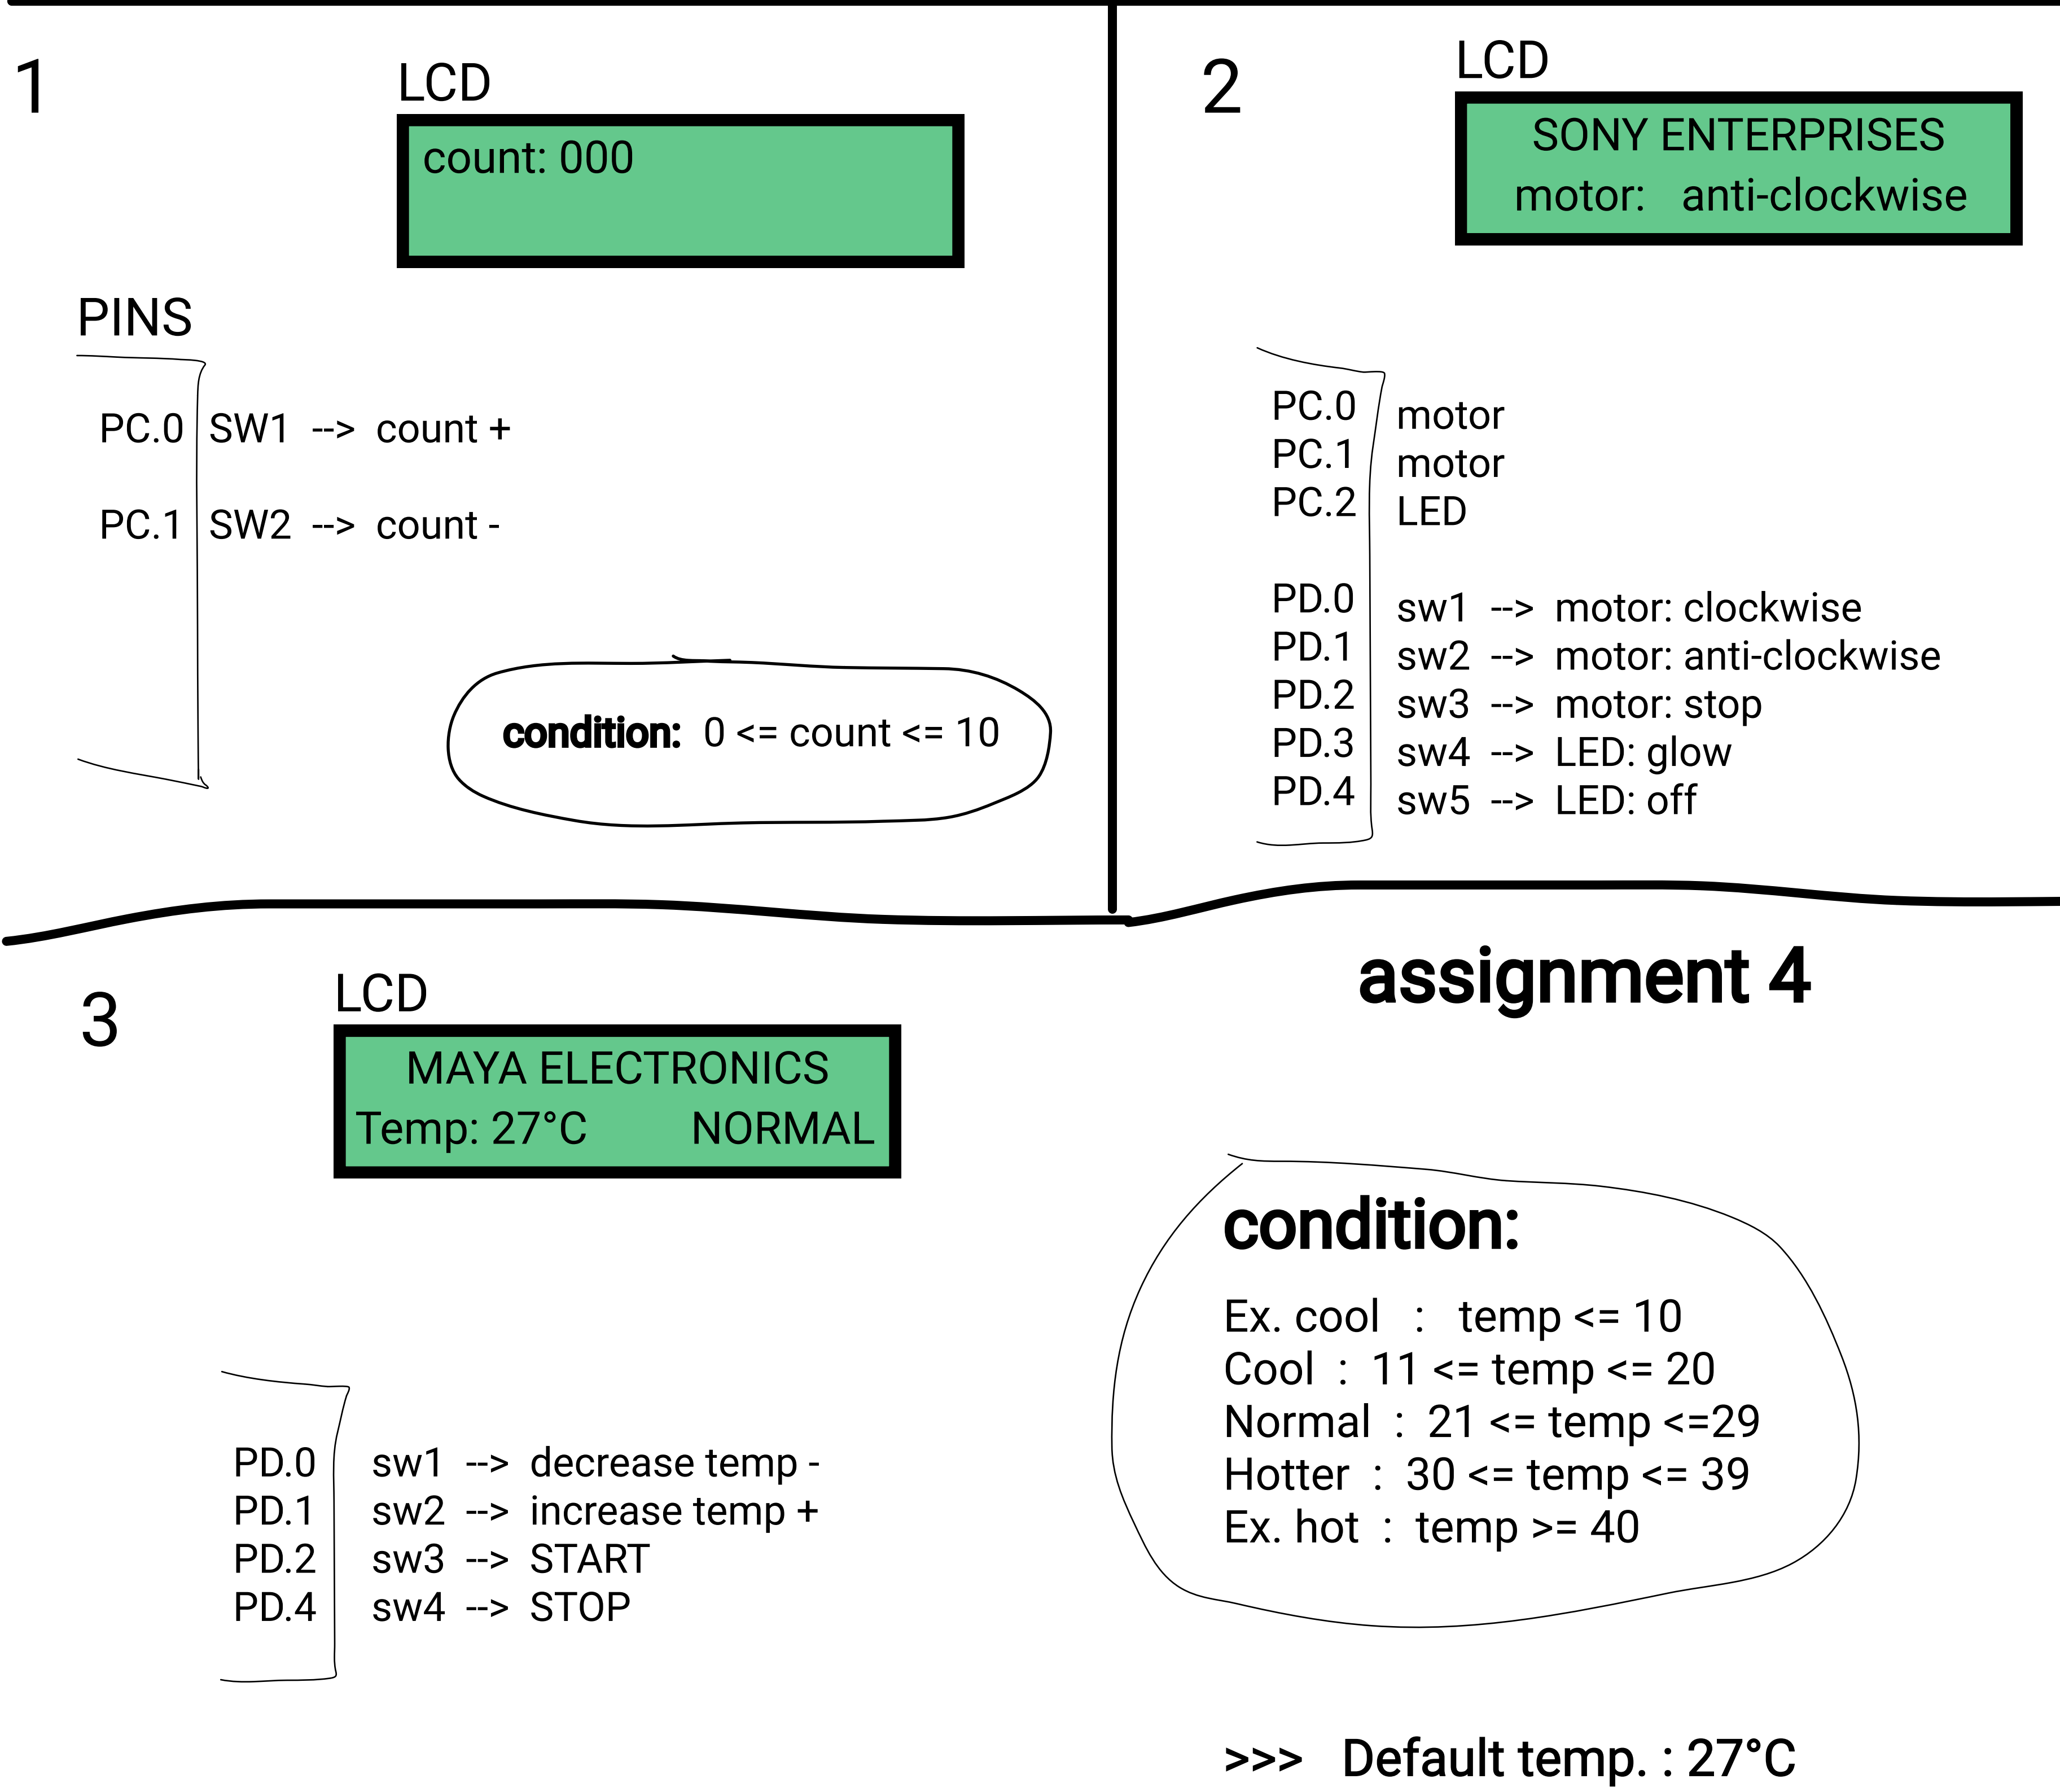 1
LCD
count: 000
PINS
PC.0 SW1 --> count +
PC.1 SW2 --> count -
condition: 0 <= count <= 10
2
LCD
SONY ENTERPRISES
motor: anti-clockwise
PC.0 motor
PC.1 motor
PC.2 LED
PD.0 sw1 --> motor: clockwise
PD.1 sw2 --> motor: anti-clockwise
PD.2 sw3 --> motor: stop
PD.3 sw4 --> LED: glow
PD.4 sw5 --> LED: off
3
LCD
MAYA ELECTRONICS
Temp: 27°C NORMAL
PD.0 sw1 --> decrease temp -
PD.1 sw2 --> increase temp +
PD.2 sw3 --> START
PD.4 sw4 --> STOP
assignment 4
condition:
Ex. cool : temp <= 10
Cool : 11 <= temp <= 20
Normal : 21 <= temp <=29
Hotter : 30 <= temp <= 39
Ex. hot : temp >= 40
>>> Default temp. : 27°C